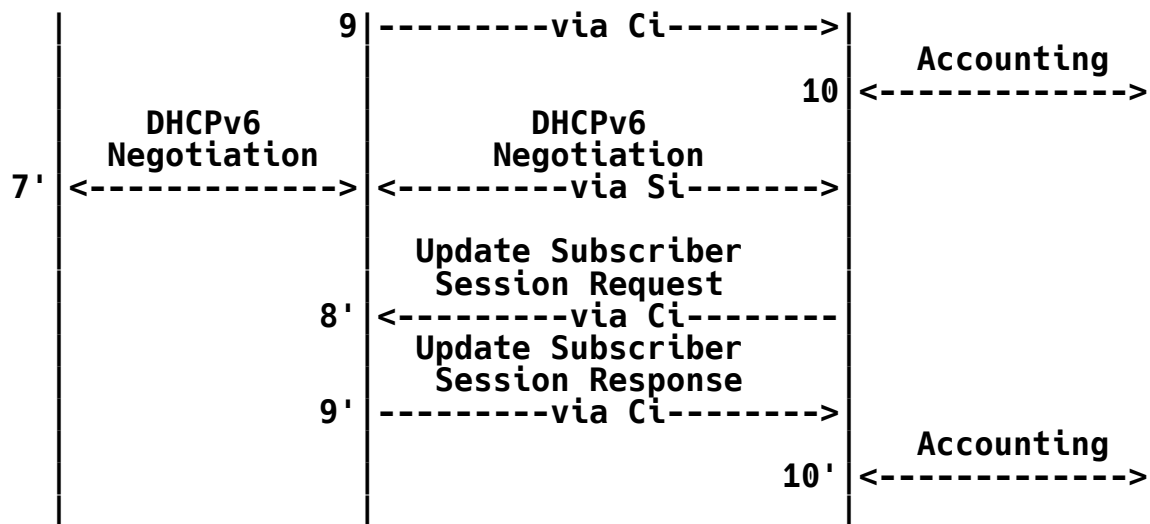 9|---------via Ci-------->|
Accounting
10|<------------->
DHCPv6 DHCPv6
Negotiation Negotiation
7'|<------------->|<---------via Si------->|
Update Subscriber
Session Request
8'|<---------via Ci--------|
Update Subscriber
Session Response
9'|---------via Ci-------->|
Accounting
10'|<------------->